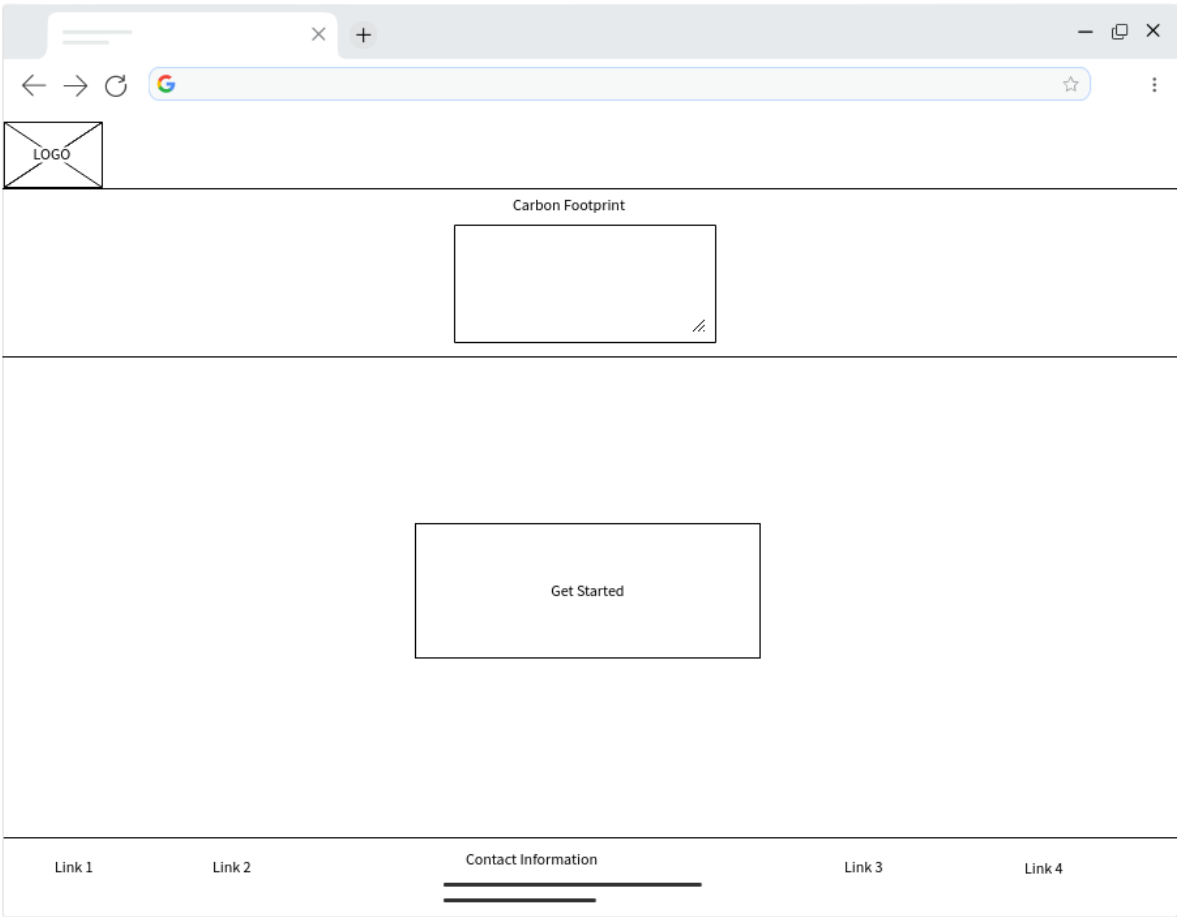 LOGO
Carbon Footprint
Get Started
Link 1
Link 2
Contact Information
Link 3
Link 4